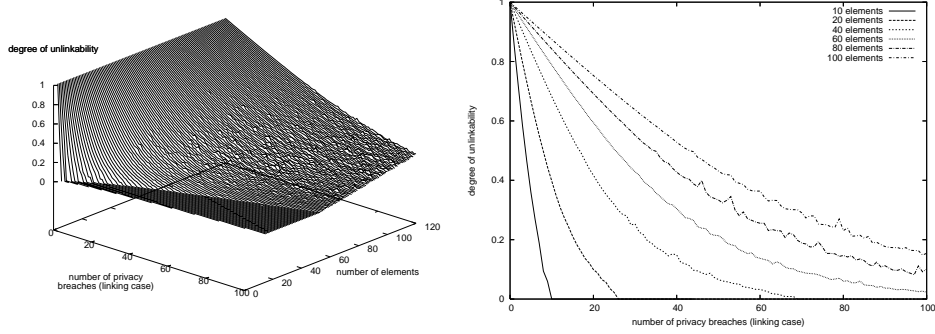 degree of unlinkability
1
0.8
0.6
0.4
0.2
0
0
20
40
60
80
100
number of privacy
breaches (linking case)
0
20
40
60
80
100
120
number of elements
1
0.8
0.6
0.4
0.2
0
degree of unlinkability
10 elements
20 elements
40 elements
60 elements
80 elements
100 elements
0
20
40
60
80
100
number of privacy breaches (linking case)